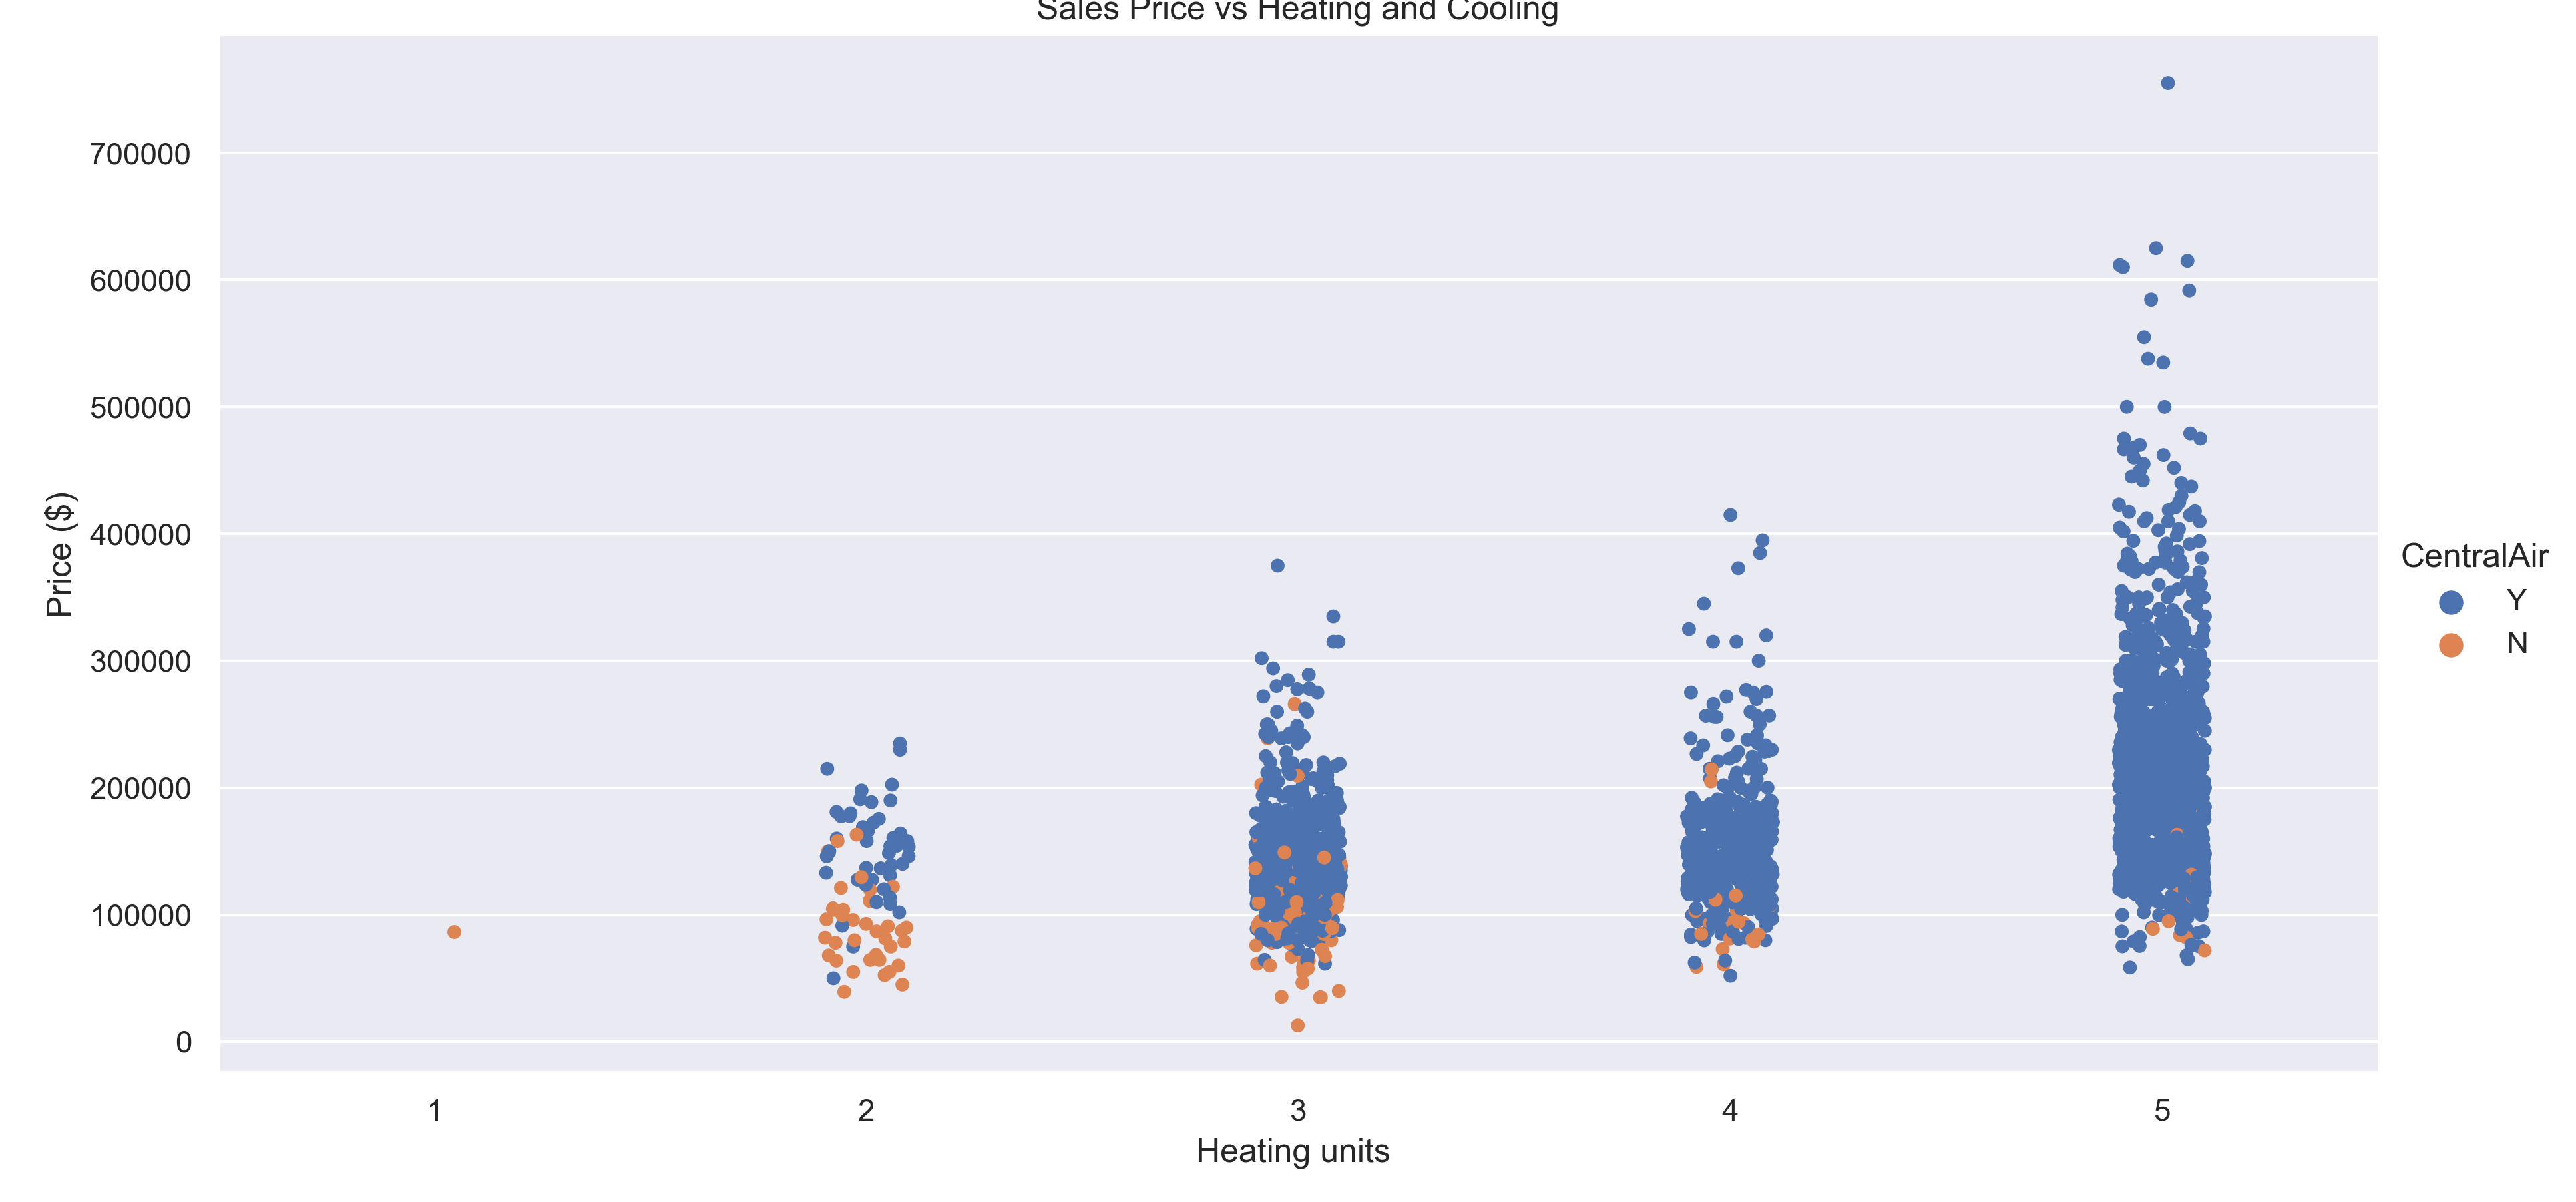 Sales Price vs Heating and Cooling
700000
600000
500000
400000
300000
200000
100000
0
Price ($)
1 2 3 4 5
Heating units
CentralAir
Y
N